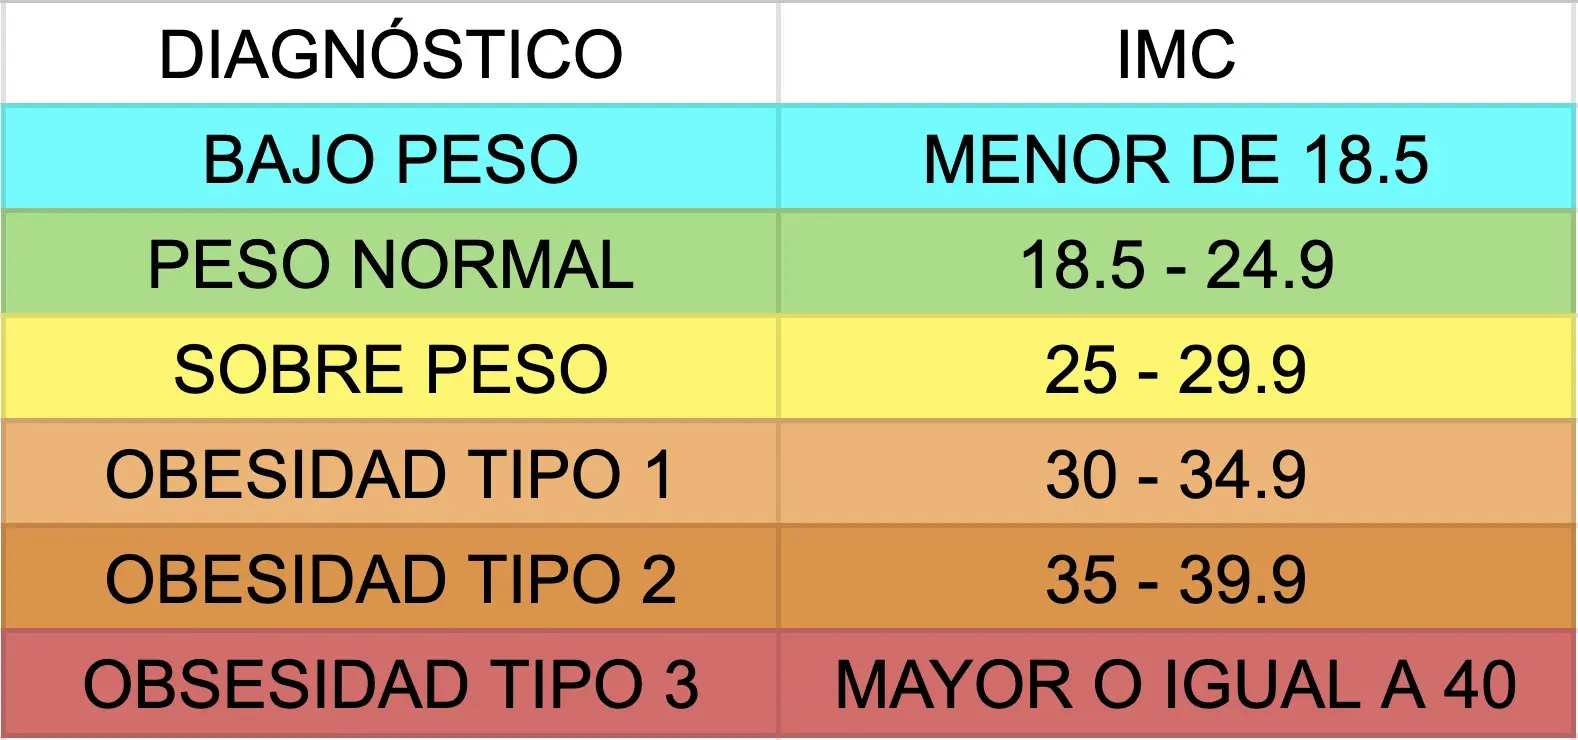 DIAGNÓSTICO IMC
BAJO PESO MENOR DE 18.5
PESO NORMAL 18.5 - 24.9
SOBRE PESO 25 - 29.9
OBESIDAD TIPO 1 30 - 34.9
OBESIDAD TIPO 2 35 - 39.9
OBSESIDAD TIPO 3 MAYOR O IGUAL A 40